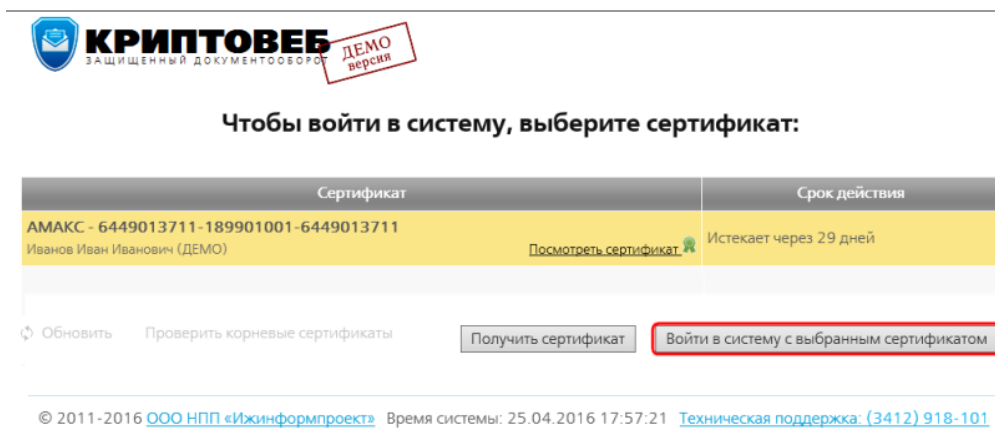 КРИПТОВЕБ
ЗАЩИЩЕННЫЙ ДОКУМЕНТООБОРОТ
ДЕМО
версия
Чтобы войти в систему, выберите сертификат:
Сертификат Срок действия
АМАКС - 6449013711-189901001-6449013711
Иванов Иван Иванович (ДЕМО) Посмотреть сертификат Истекает через 29 дней
Обновить Проверить корневые сертификаты Получить сертификат Войти в систему с выбранным сертификатом
© 2011-2016 ООО НПП «Ижинформпроект» Время системы: 25.04.2016 17:57:21 Техническая поддержка: (3412) 918-101